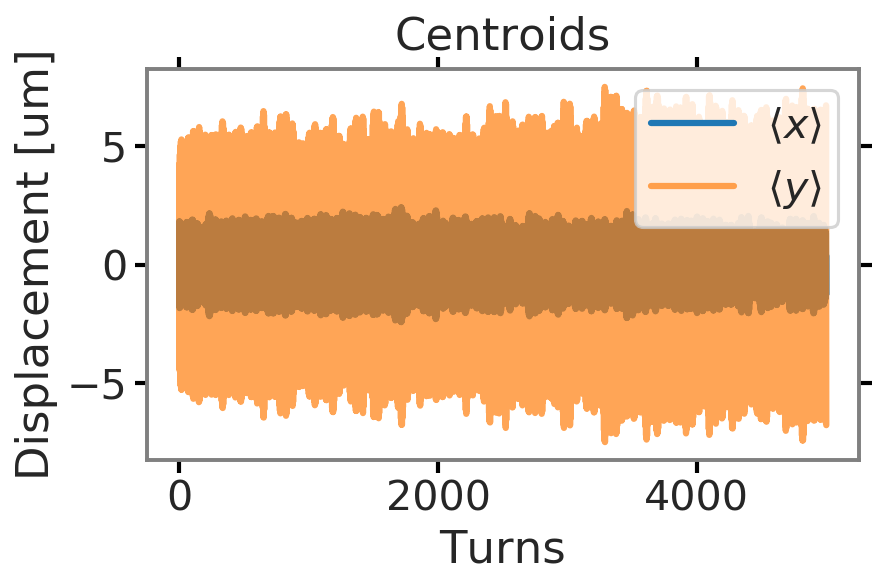 Centroids
Displacement [um]
5
0
−5
⟨x⟩
⟨y⟩
0 2000 4000
Turns